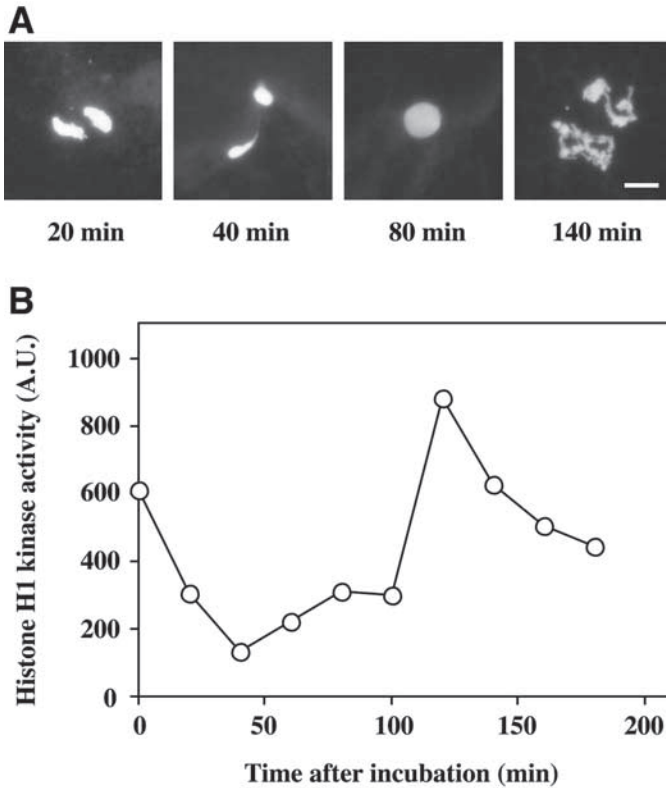 A
20 min 40 min 80 min 140 min
B
Histone H1 kinase activity (A.U.)
1000
800
600
400
200
0
0 50 100 150 200
Time after incubation (min)